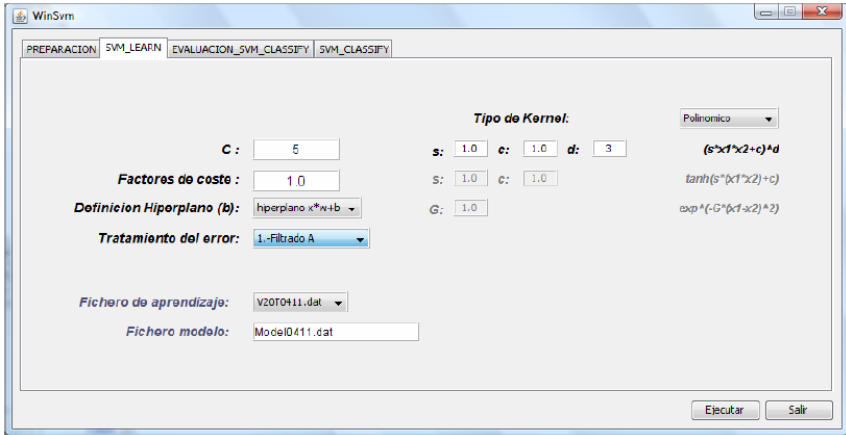 WinSvm
PREPARACION SVM_LEARN EVALUACION_SVM_CLASSIFY SVM_CLASSIFY
Tipo de Kernel: Polinomico
C : 5 s: 1.0 c: 1.0 d: 3 (s*x1*x2+c)^d
Factores de coste : 1.0 s: 1.0 c: 1.0 tanh(s*(x1*x2)+c)
Definicion Hiperplano (b): hiperplano x*w+b G: 1.0 exp^(-G*(x1-x2)^2)
Tratamiento del error: 1.-Filtrado A
Fichero de aprendizaje: V20T0411.dat
Fichero modelo: Model0411.dat
Ejecutar Salir